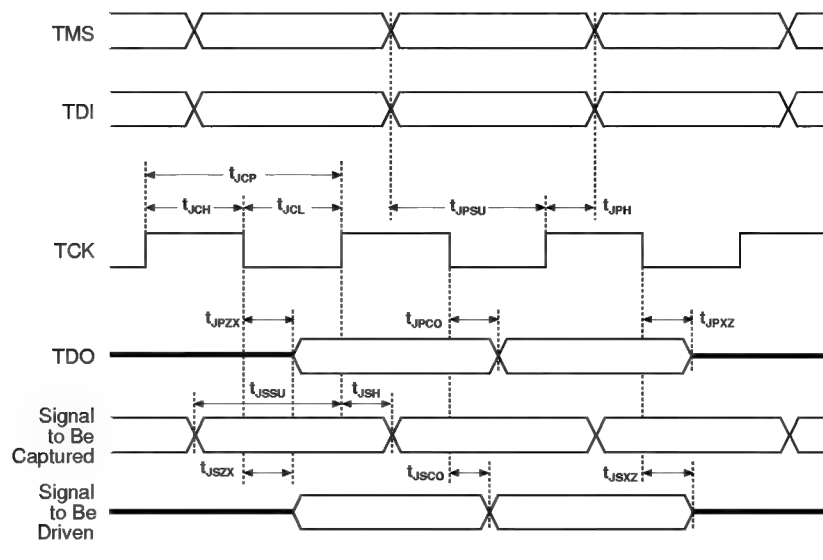 TMS
TDI
tJCP
tJCH
tJCL
tJPSU
tJPH
TCK
tJPZX
tJPCO
tJPXZ
TDO
tJSSU
tJSH
Signal
to Be
Captured
tJSZX
tJSCO
tJSXZ
Signal
to Be
Driven